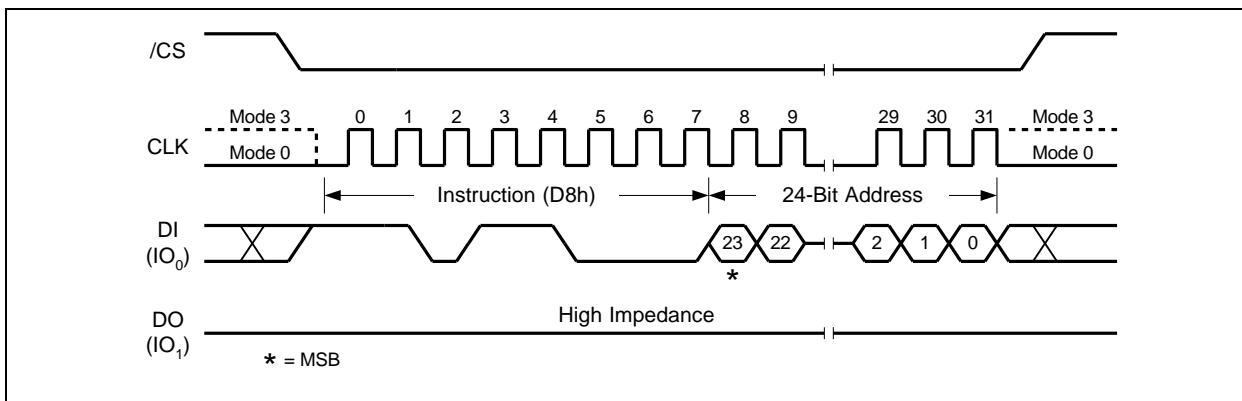 /CS
Mode 3 0 1 2 3 4 5 6 7 8 9 29 30 31 Mode 3
CLK
Mode 0 Mode 0
Instruction (D8h) 24-Bit Address
DI
(IO0)
23 22 2 1 0
*
High Impedance
DO
(IO1)
* = MSB